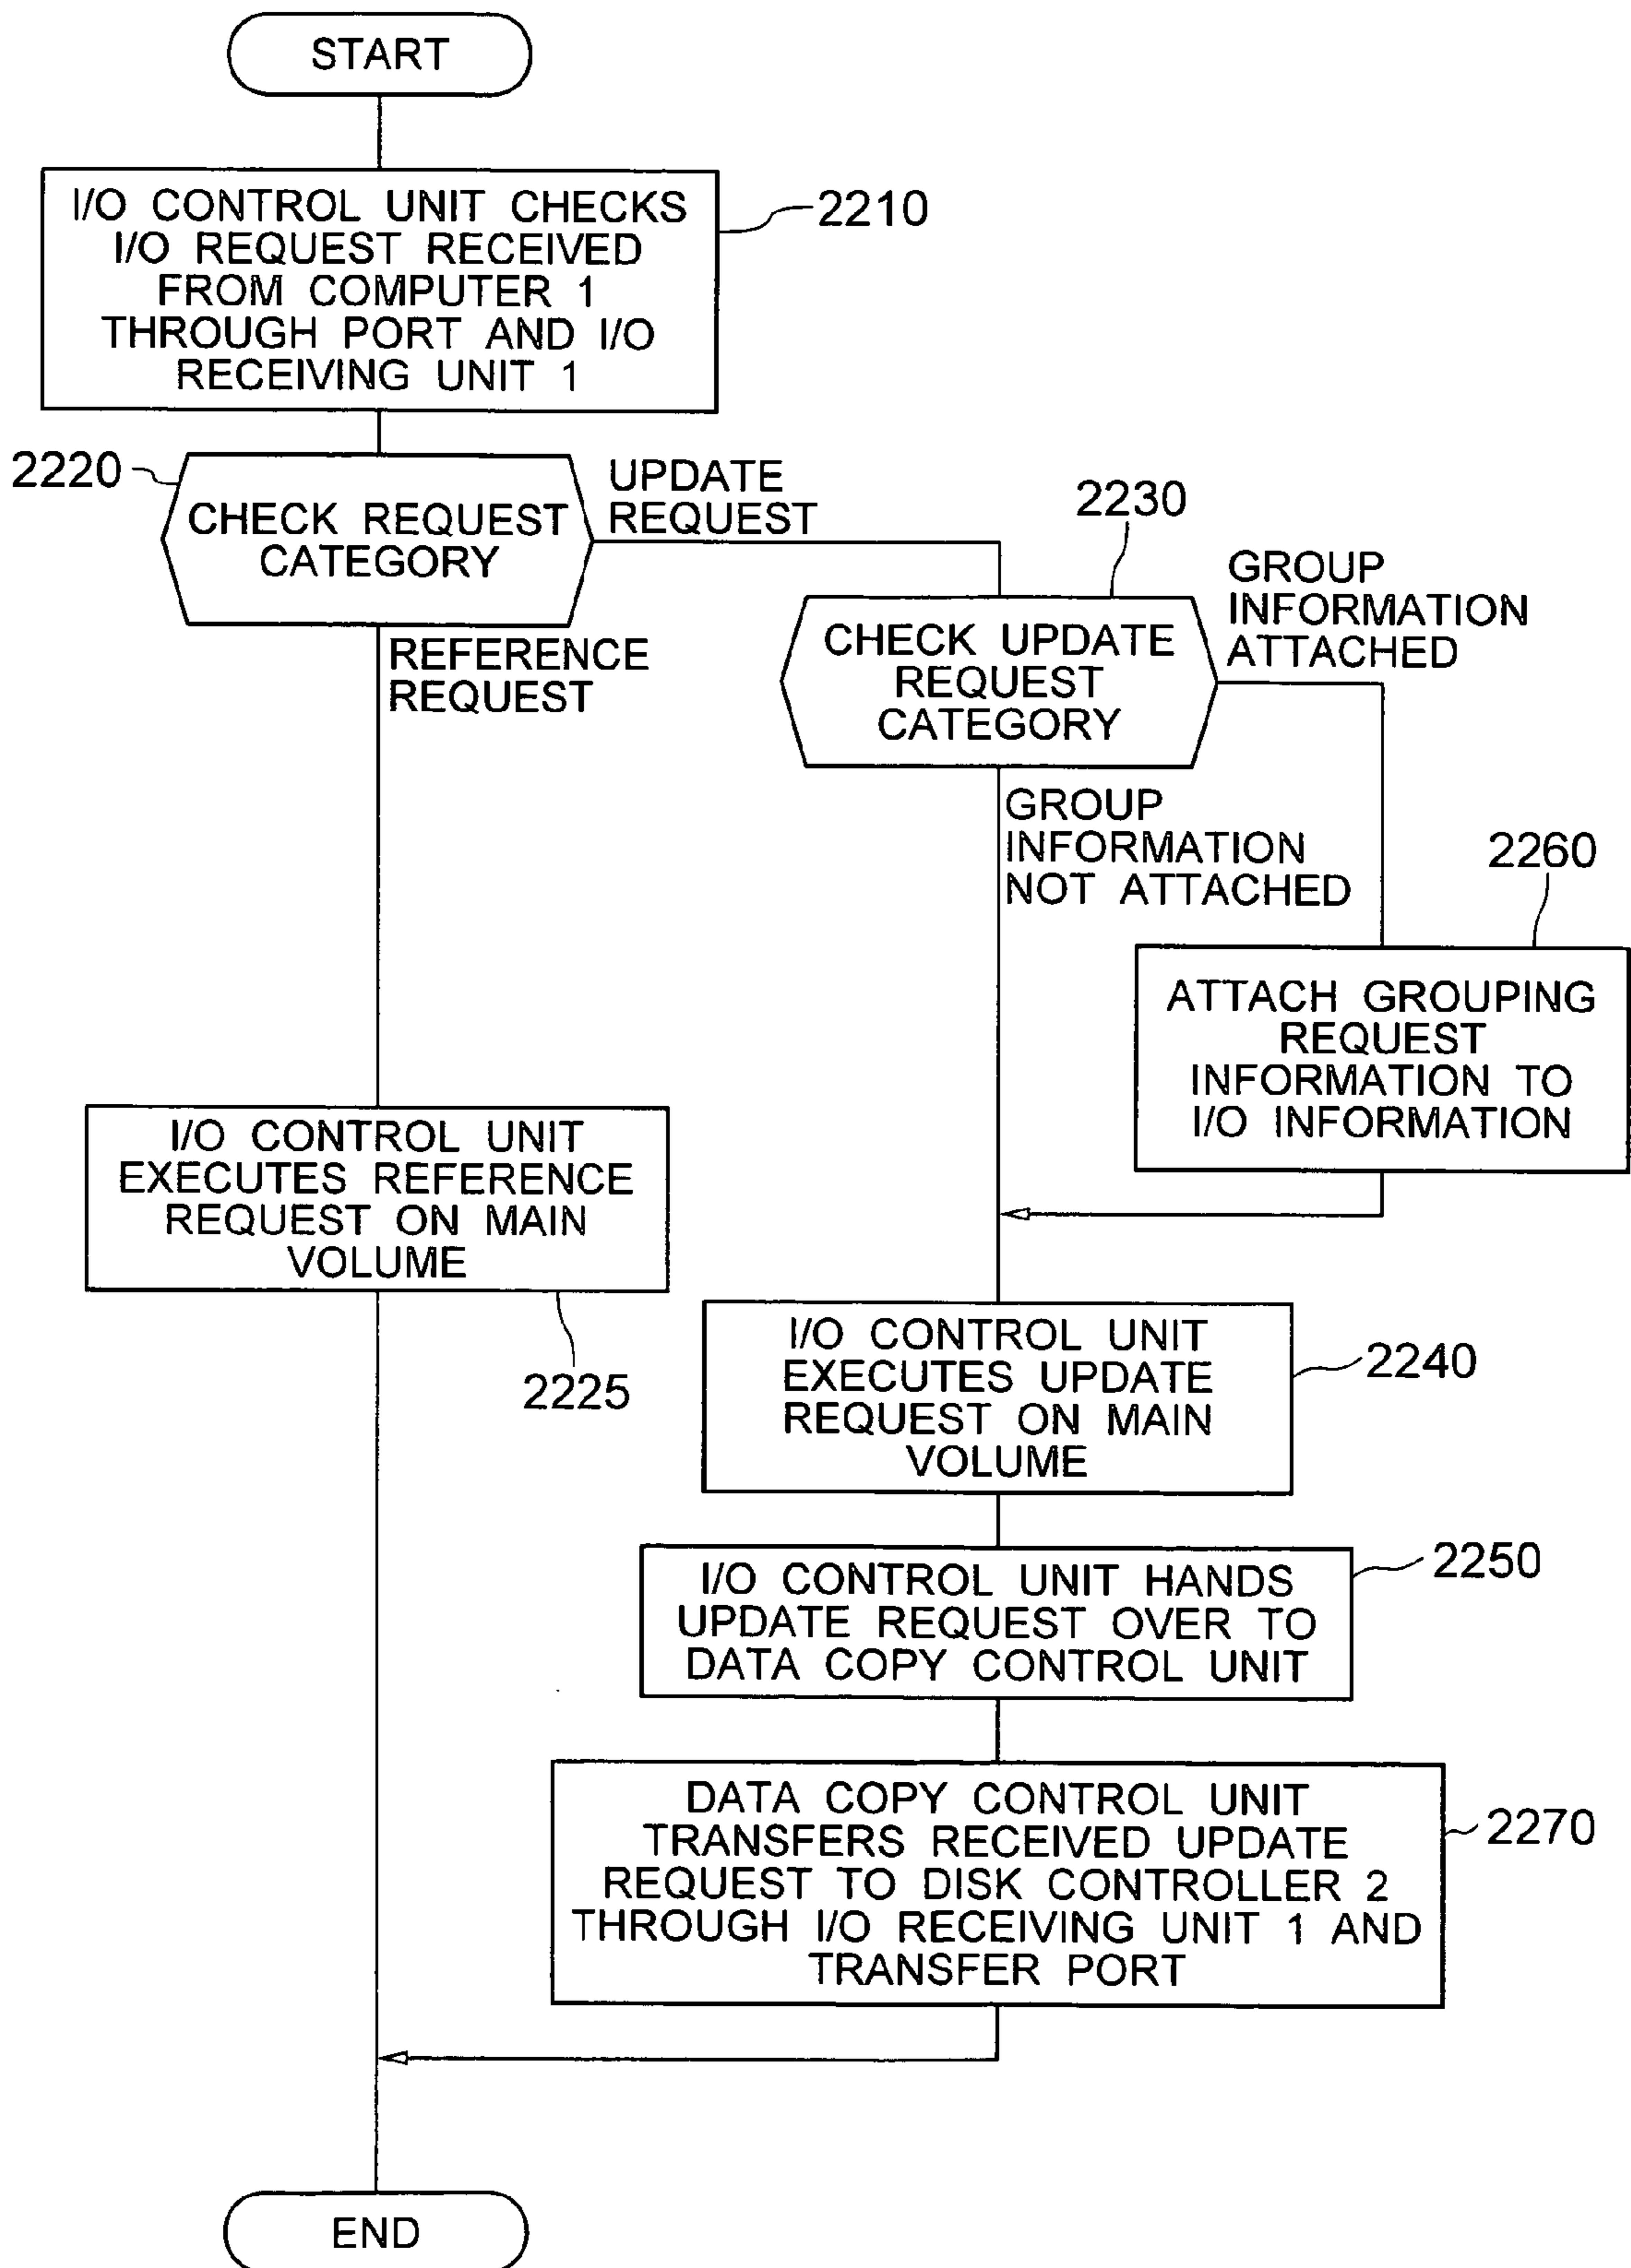 START
I/O CONTROL UNIT CHECKS
I/O REQUEST RECEIVED
FROM COMPUTER 1
THROUGH PORT AND I/O
RECEIVING UNIT 1
2210
2220
CHECK REQUEST
CATEGORY
UPDATE
REQUEST
REFERENCE
REQUEST
2230
CHECK UPDATE
REQUEST
CATEGORY
GROUP
INFORMATION
ATTACHED
GROUP
INFORMATION
NOT ATTACHED
2260
ATTACH GROUPING
REQUEST
INFORMATION TO
I/O INFORMATION
I/O CONTROL UNIT
EXECUTES REFERENCE
REQUEST ON MAIN
VOLUME
2225
I/O CONTROL UNIT
EXECUTES UPDATE
REQUEST ON MAIN
VOLUME
2240
I/O CONTROL UNIT HANDS
UPDATE REQUEST OVER TO
DATA COPY CONTROL UNIT
2250
DATA COPY CONTROL UNIT
TRANSFERS RECEIVED UPDATE
REQUEST TO DISK CONTROLLER 2
THROUGH I/O RECEIVING UNIT 1 AND
TRANSFER PORT
2270
END